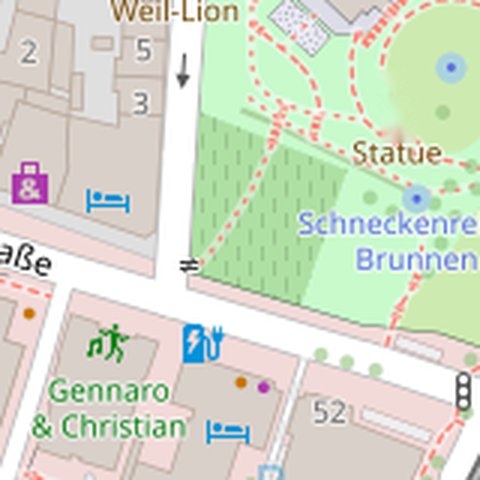 Weil-Lion
2
5
3
Statue
&
Schneckenre
Brunnen
aße
Gennaro
& Christian
52